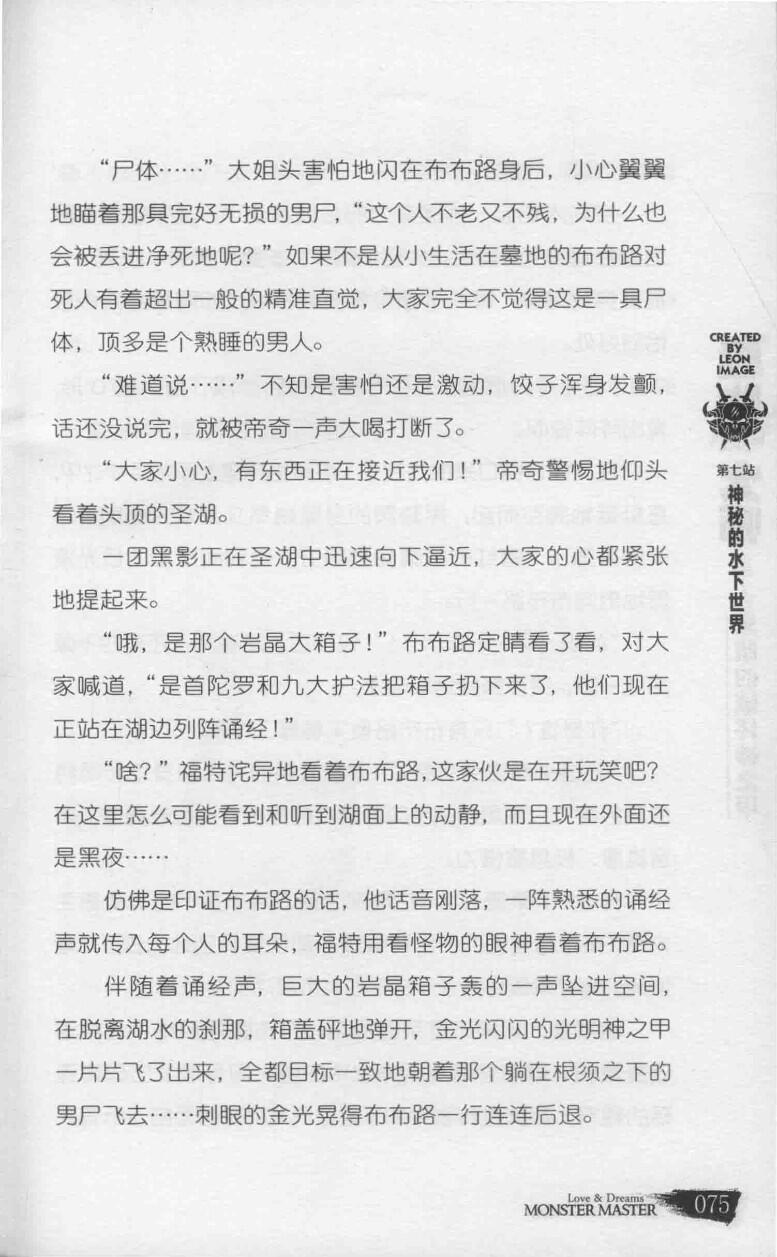 “尸体……”大姐头害怕地闪在布布路身后，小心翼翼
地瞄着那具完好无损的男尸，“这个人不老又不残，为什么也
会被丢进净死地呢？”如果不是从小生活在墓地的布布路对
死人有着超出一般的精准直觉，大家完全不觉得这是一具尸
体，顶多是个熟睡的男人。
“难道说……”不知是害怕还是激动，饺子浑身发颤，
话还没说完，就被帝奇一声大喝打断了。
“大家小心，有东西正在接近我们！”帝奇警惕地仰头
看着头顶的圣湖。
一团黑影正在圣湖中迅速向下逼近，大家的心都紧张
地提起来。
“哦，是那个岩晶大箱子！”布布路定睛看了看，对大
家喊道，“是首陀罗和九大护法把箱子扔下来了，他们现在
正站在湖边列阵诵经！”
“啥？”福特诧异地看着布布路，这家伙是在开玩笑吧？
在这里怎么可能看到和听到湖面上的动静，而且现在外面还
是黑夜……
仿佛是印证布布路的话，他话音刚落，一阵熟悉的诵经
声就传入每个人的耳朵，福特用看怪物的眼神看着布布路。
伴随着诵经声，巨大的岩晶箱子轰的一声坠进空间，
在脱离湖水的刹那，箱盖砰地弹开，金光闪闪的光明神之甲
一片片飞了出来，全都目标一致地朝着那个躺在根须之下的
男尸飞去……刺眼的金光晃得布布路一行连连后退。
CREATED
BY
LEON
IMAGE
第七站
神秘的水下世界
Love & Dreams
MONSTER MASTER
075